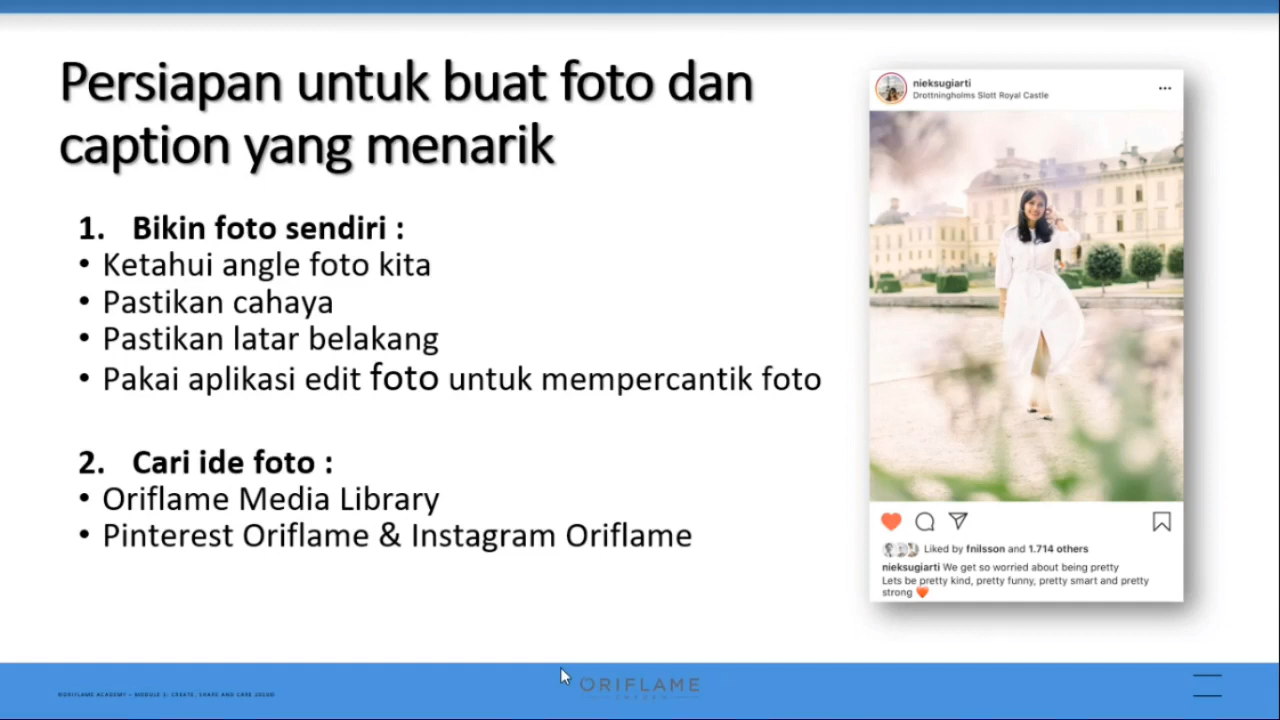 Persiapan untuk buat foto dan
caption yang menarik
1. Bikin foto sendiri :
• Ketahui angle foto kita
• Pastikan cahaya
• Pastikan latar belakang
• Pakai aplikasi edit foto untuk mempercantik foto
2. Cari ide foto :
• Oriflame Media Library
• Pinterest Oriflame & Instagram Oriflame
nieksugiarti
Drottningholms Slott Royal Castle
Liked by fnilsson and 1.714 others
nieksugiarti We get so worried about being pretty
Lets be pretty kind, pretty funny, pretty smart and pretty
strong
ORIFLAME